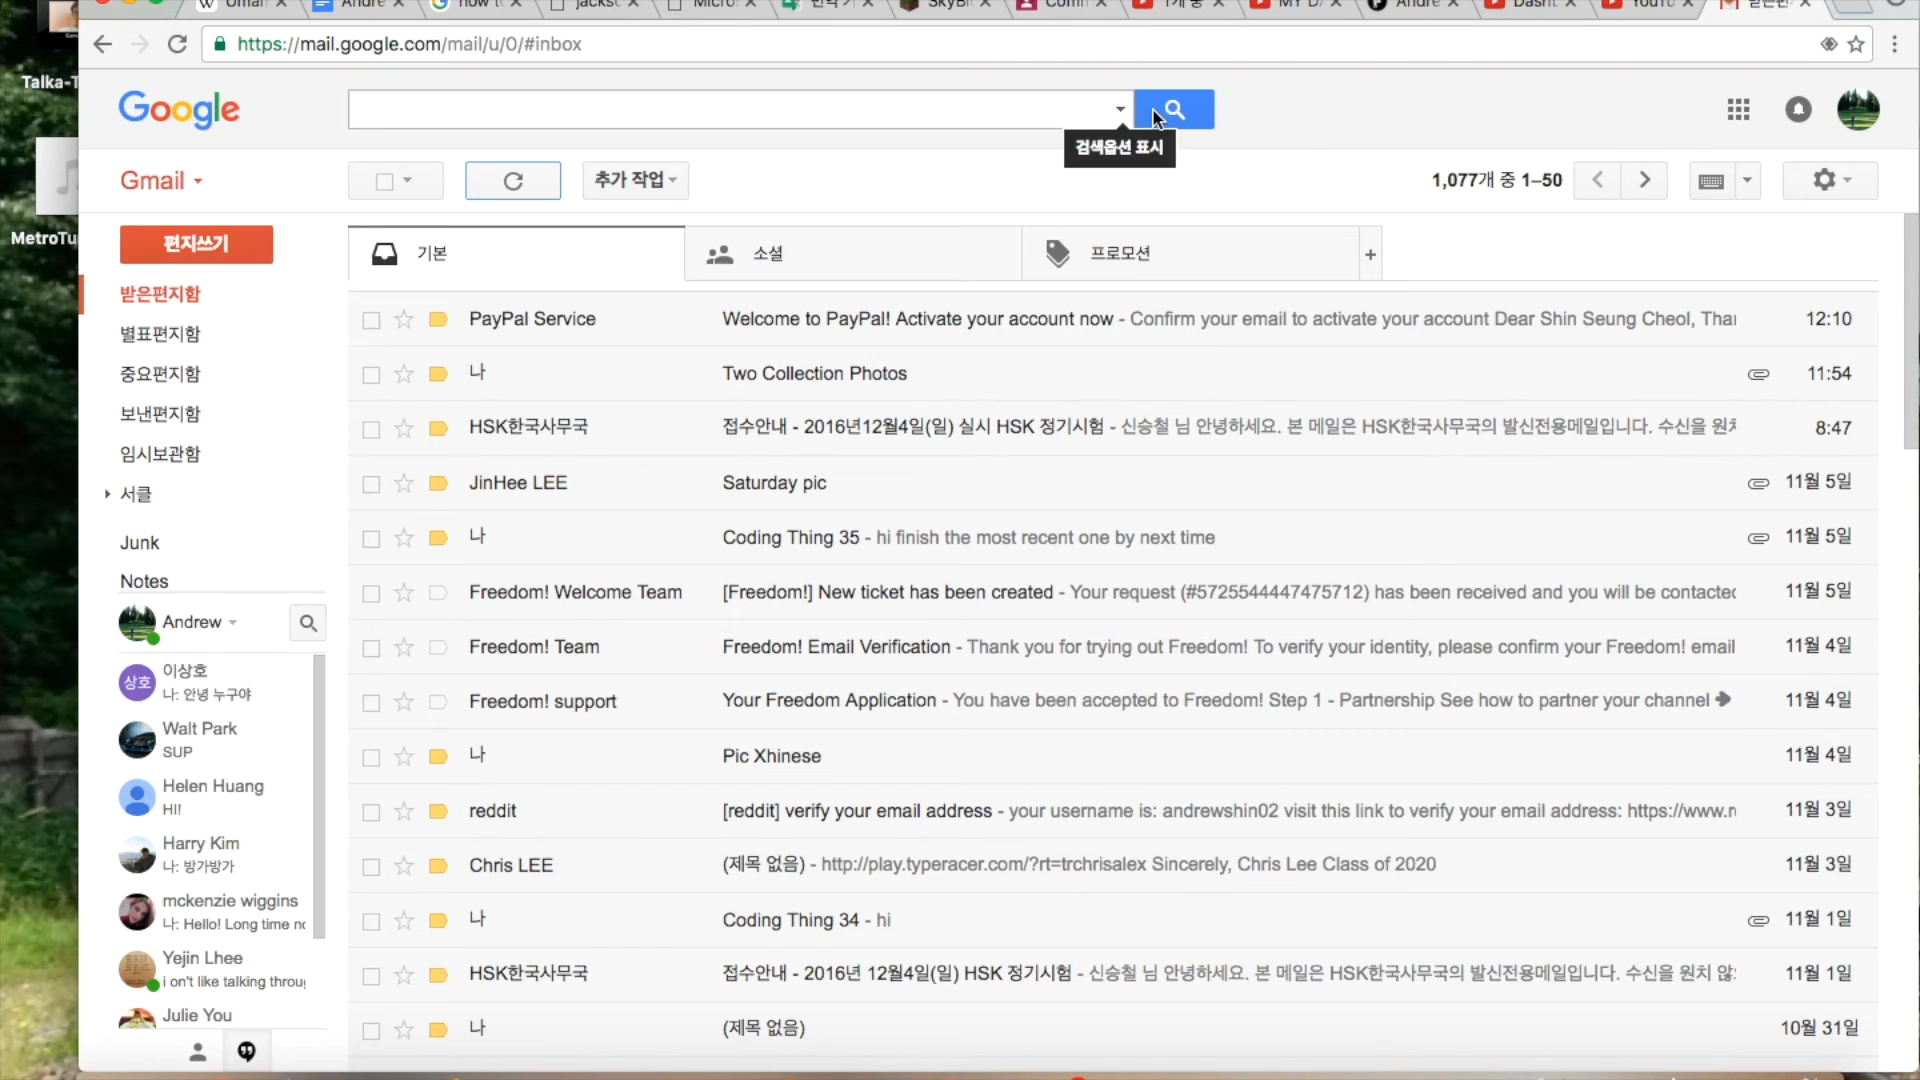 Talka-T
MetroTu
Andre
How to
jacksc
Micro
SkyBl
MY D
Andre
Dasht
YouTu
https://mail.google.com/mail/u/0/#inbox
Google
검색옵션 표시
Gmail
추가 작업
1,077개 중 1–50
편지쓰기
기본
소셜
프로모션
+
받은편지함
별표편지함
중요편지함
보낸편지함
임시보관함
서클
Junk
Notes
Andrew
상호
이상호
나: 안녕 누구야
Walt Park
SUP
Helen Huang
HI!
Harry Kim
나: 방가방가
mckenzie wiggins
나: Hello! Long time nc
Yejin Lhee
i on't like talking throu
Julie You
PayPal Service Welcome to PayPal! Activate your account now - Confirm your email to activate your account Dear Shin Seung Cheol, Tha 12:10
나 Two Collection Photos 11:54
HSK한국사무국 접수안내 - 2016년12월4일(일) 실시 HSK 정기시험 - 신승철 님 안녕하세요. 본 메일은 HSK한국사무국의 발신전용메일입니다. 수신을 원치 8:47
JinHee LEE Saturday pic 11월 5일
나 Coding Thing 35 - hi finish the most recent one by next time 11월 5일
Freedom! Welcome Team [Freedom!] New ticket has been created - Your request (#5725544447475712) has been received and you will be contacted 11월 5일
Freedom! Team Freedom! Email Verification - Thank you for trying out Freedom! To verify your identity, please confirm your Freedom! email 11월 4일
Freedom! support Your Freedom Application - You have been accepted to Freedom! Step 1 - Partnership See how to partner your channel 11월 4일
나 Pic Xhinese 11월 4일
reddit [reddit] verify your email address - your username is: andrewshin02 visit this link to verify your email address: https://www.r 11월 3일
Chris LEE (제목 없음) - http://play.typeracer.com/?rt=trchrisalex Sincerely, Chris Lee Class of 2020 11월 3일
나 Coding Thing 34 - hi 11월 1일
HSK한국사무국 접수안내 - 2016년 12월4일(일) HSK 정기시험 - 신승철 님 안녕하세요. 본 메일은 HSK한국사무국의 발신전용메일입니다. 수신을 원치 않 11월 1일
나 (제목 없음) 10월 31일